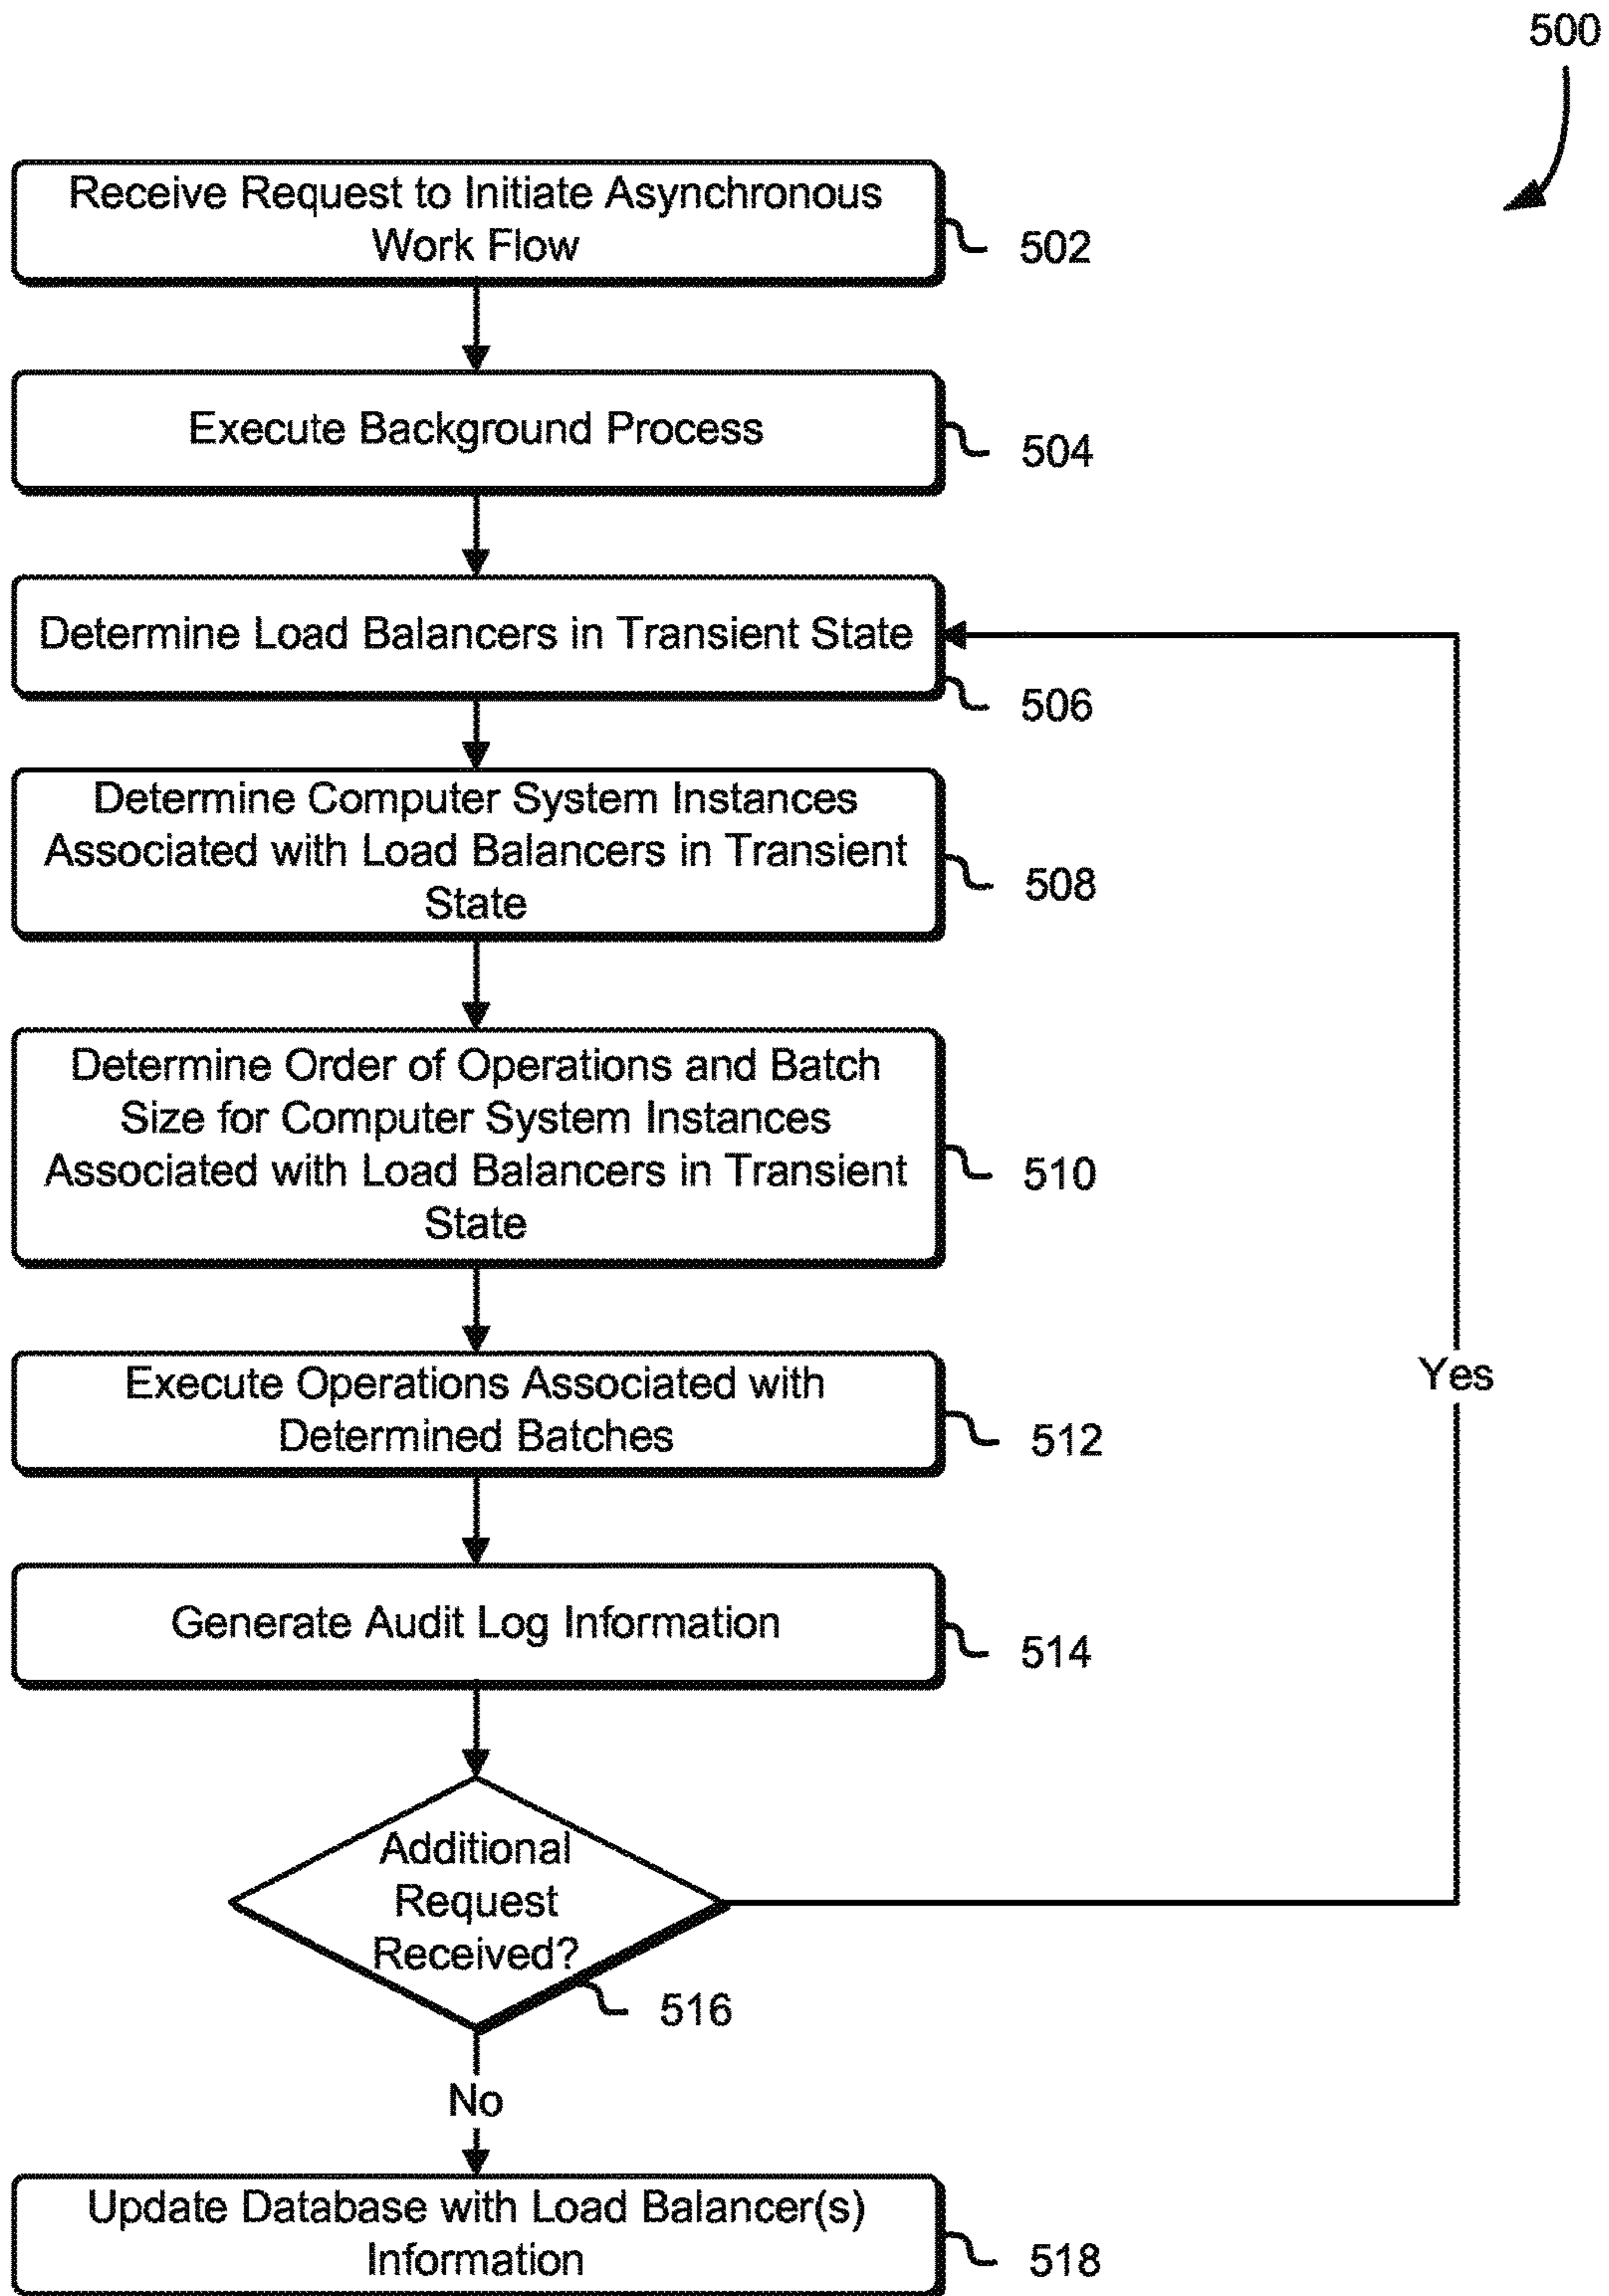 500
Receive Request to Initiate Asynchronous
Work Flow
502
Execute Background Process
504
Determine Load Balancers in Transient State
506
Determine Computer System Instances
Associated with Load Balancers in Transient
State
508
Determine Order of Operations and Batch
Size for Computer System Instances
Associated with Load Balancers in Transient
State
510
Execute Operations Associated with
Determined Batches
512
Yes
Generate Audit Log Information
514
Additional
Request
Received?
516
No
Update Database with Load Balancer(s)
Information
518